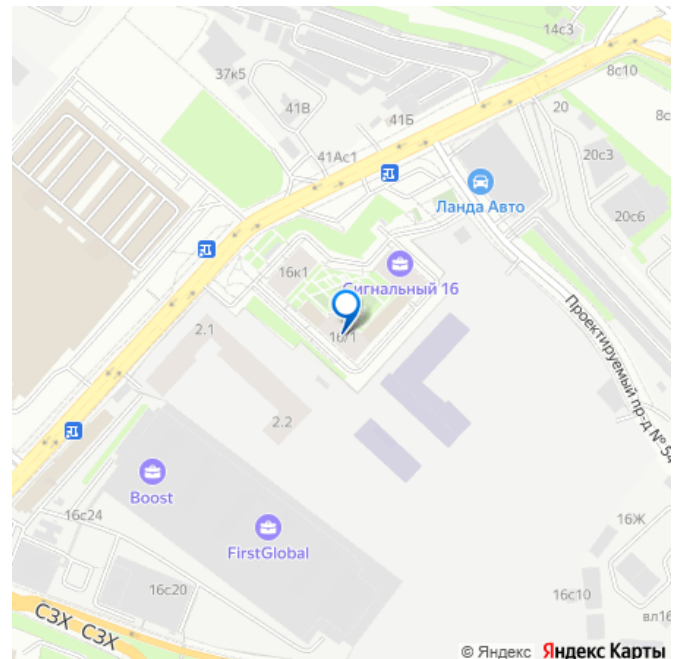 14с3
8с10
37к5
20
8с
41В
41Б
20с3
41Ас1
Ланда Авто
20с6
16к1
Сигнальный 16
2.1
16/1
Проектируемый пр-д № 54
2.2
Boost
16с24
16Ж
FirstGlobal
16с20
16с10
СЗХ СЗХ
вл16
© Яндекс Яндекс Карты